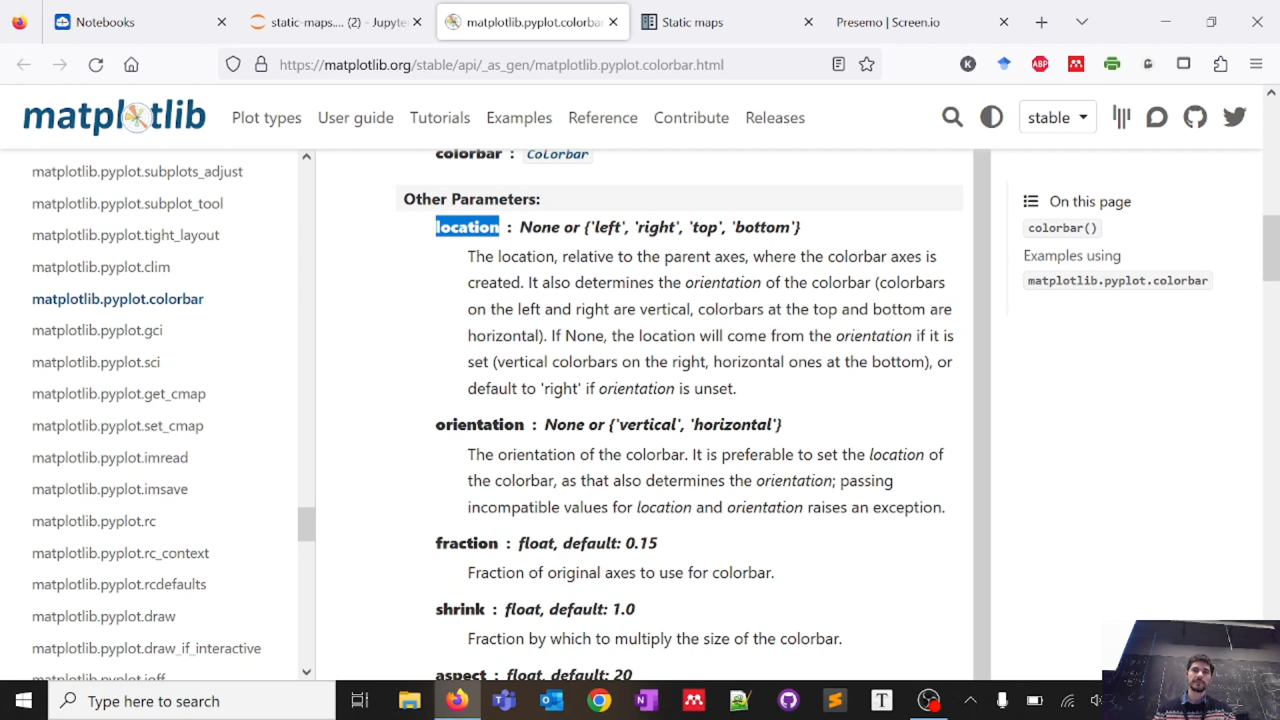 Notebooks
static-maps.... (2) - Jupyte
matplotlib.pyplot.colorba
Static maps
Presemo | Screen.io
https://matplotlib.org/stable/api/_as_gen/matplotlib.pyplot.colorbar.html
K
ABP
matplotlib
Plot types
User guide
Tutorials
Examples
Reference
Contribute
Releases
stable
matplotlib.pyplot.subplots_adjust
matplotlib.pyplot.subplot_tool
matplotlib.pyplot.tight_layout
matplotlib.pyplot.clim
matplotlib.pyplot.colorbar
matplotlib.pyplot.gci
matplotlib.pyplot.sci
matplotlib.pyplot.get_cmap
matplotlib.pyplot.set_cmap
matplotlib.pyplot.imread
matplotlib.pyplot.imsave
matplotlib.pyplot.rc
matplotlib.pyplot.rc_context
matplotlib.pyplot.rcdefaults
matplotlib.pyplot.draw
matplotlib.pyplot.draw_if_interactive
matplotlib.pyplot.ioff
colorbar : Colorbar
Other Parameters:
location : None or {'left', 'right', 'top', 'bottom'}
The location, relative to the parent axes, where the colorbar axes is
created. It also determines the orientation of the colorbar (colorbars
on the left and right are vertical, colorbars at the top and bottom are
horizontal). If None, the location will come from the orientation if it is
set (vertical colorbars on the right, horizontal ones at the bottom), or
default to 'right' if orientation is unset.
orientation : None or {'vertical', 'horizontal'}
The orientation of the colorbar. It is preferable to set the location of
the colorbar, as that also determines the orientation; passing
incompatible values for location and orientation raises an exception.
fraction : float, default: 0.15
Fraction of original axes to use for colorbar.
shrink : float, default: 1.0
Fraction by which to multiply the size of the colorbar.
aspect : float, default: 20
On this page
colorbar()
Examples using
matplotlib.pyplot.colorbar
Type here to search